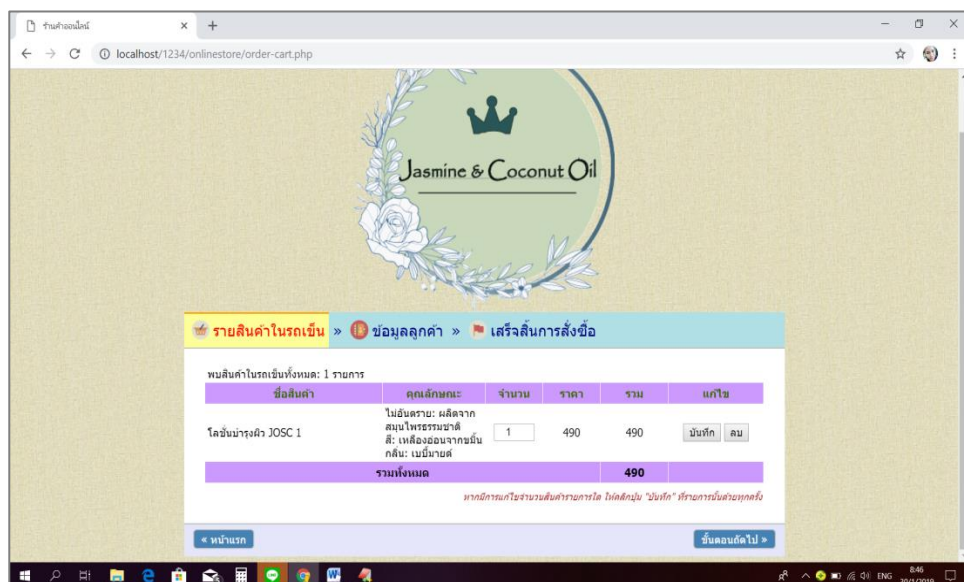 ร้านค้าออนไลน์
localhost/1234/onlinestore/order-cart.php
Jasmine & Coconut Oil
รายสินค้าในรถเข็น » ข้อมูลลูกค้า » เสร็จสิ้นการสั่งซื้อ
พบสินค้าในรถเข็นทั้งหมด: 1 รายการ
ชื่อสินค้า คุณลักษณะ จำนวน ราคา รวม แก้ไข
ไม่อันตราย: ผลิตจาก
สมุนไพรธรรมชาติ
โลชั่นบำรุงผิว JOSC 1 1 490 490 บันทึก ลบ
สี: เหลืองอ่อนจากขมิ้น
กลิ่น: เบบี้มายด์
รวมทั้งหมด 490
หากมีการแก้ไขจำนวนสินค้ารายการใด ให้คลิกปุ่ม "บันทึก" ที่รายการนั้นด้วยทุกครั้ง
« หน้าแรก ขั้นตอนถัดไป »
ENG
8:46
30/1/2019